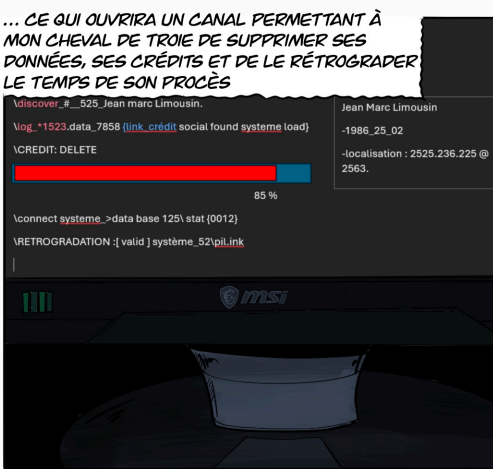 ... CE QUI OUVRIRA UN CANAL PERMETTANT À
MON CHEVAL DE TROIE DE SUPPRIMER SES
DONNÉES, SES CRÉDITS ET DE LE RÉTROGRADER
LE TEMPS DE SON PROCÈS
\discover_#__525_Jean marc Limousin.
\log_*1523.data_7858 {link_crédit social found systeme load}
\CREDIT: DELETE
85 %
\connect systeme_>data base 125\ stat {0012}
\RETROGRADATION :[ valid ] système_52\pil.ink
Jean Marc Limousin
-1986_25_02
-localisation : 2525.236.225 @
2563.
msi